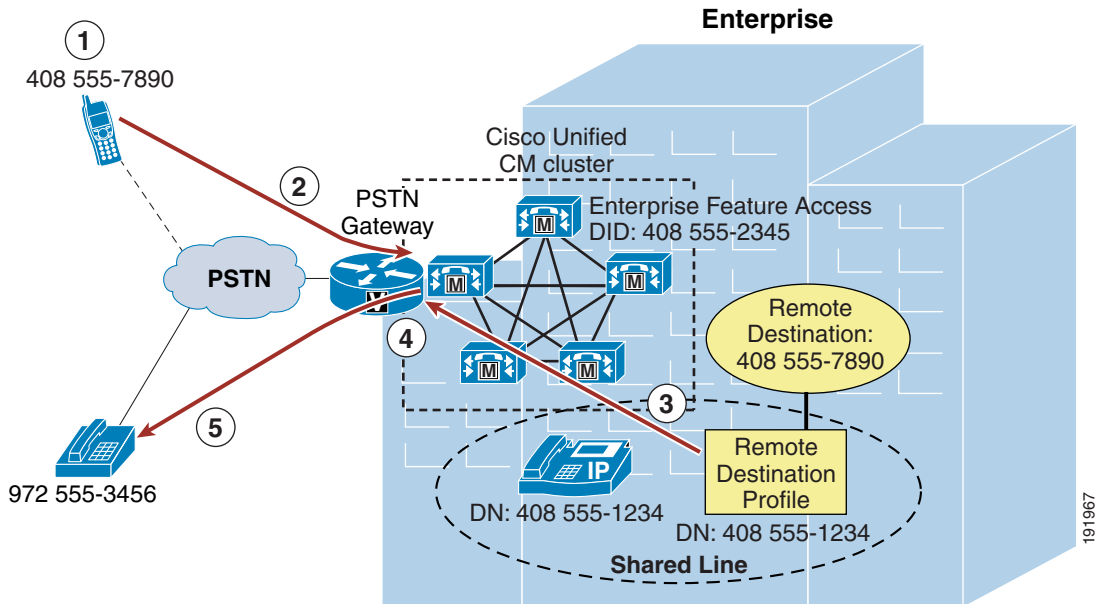 Enterprise
1
408 555-7890
Cisco Unified
CM cluster
2
PSTN
Gateway
Enterprise Feature Access
DID: 408 555-2345
M
M
M
PSTN
V
Remote
Destination:
408 555-7890
4
M
M
3
5
IP
Remote
Destination
Profile
972 555-3456
DN: 408 555-1234
DN: 408 555-1234
Shared Line
191967